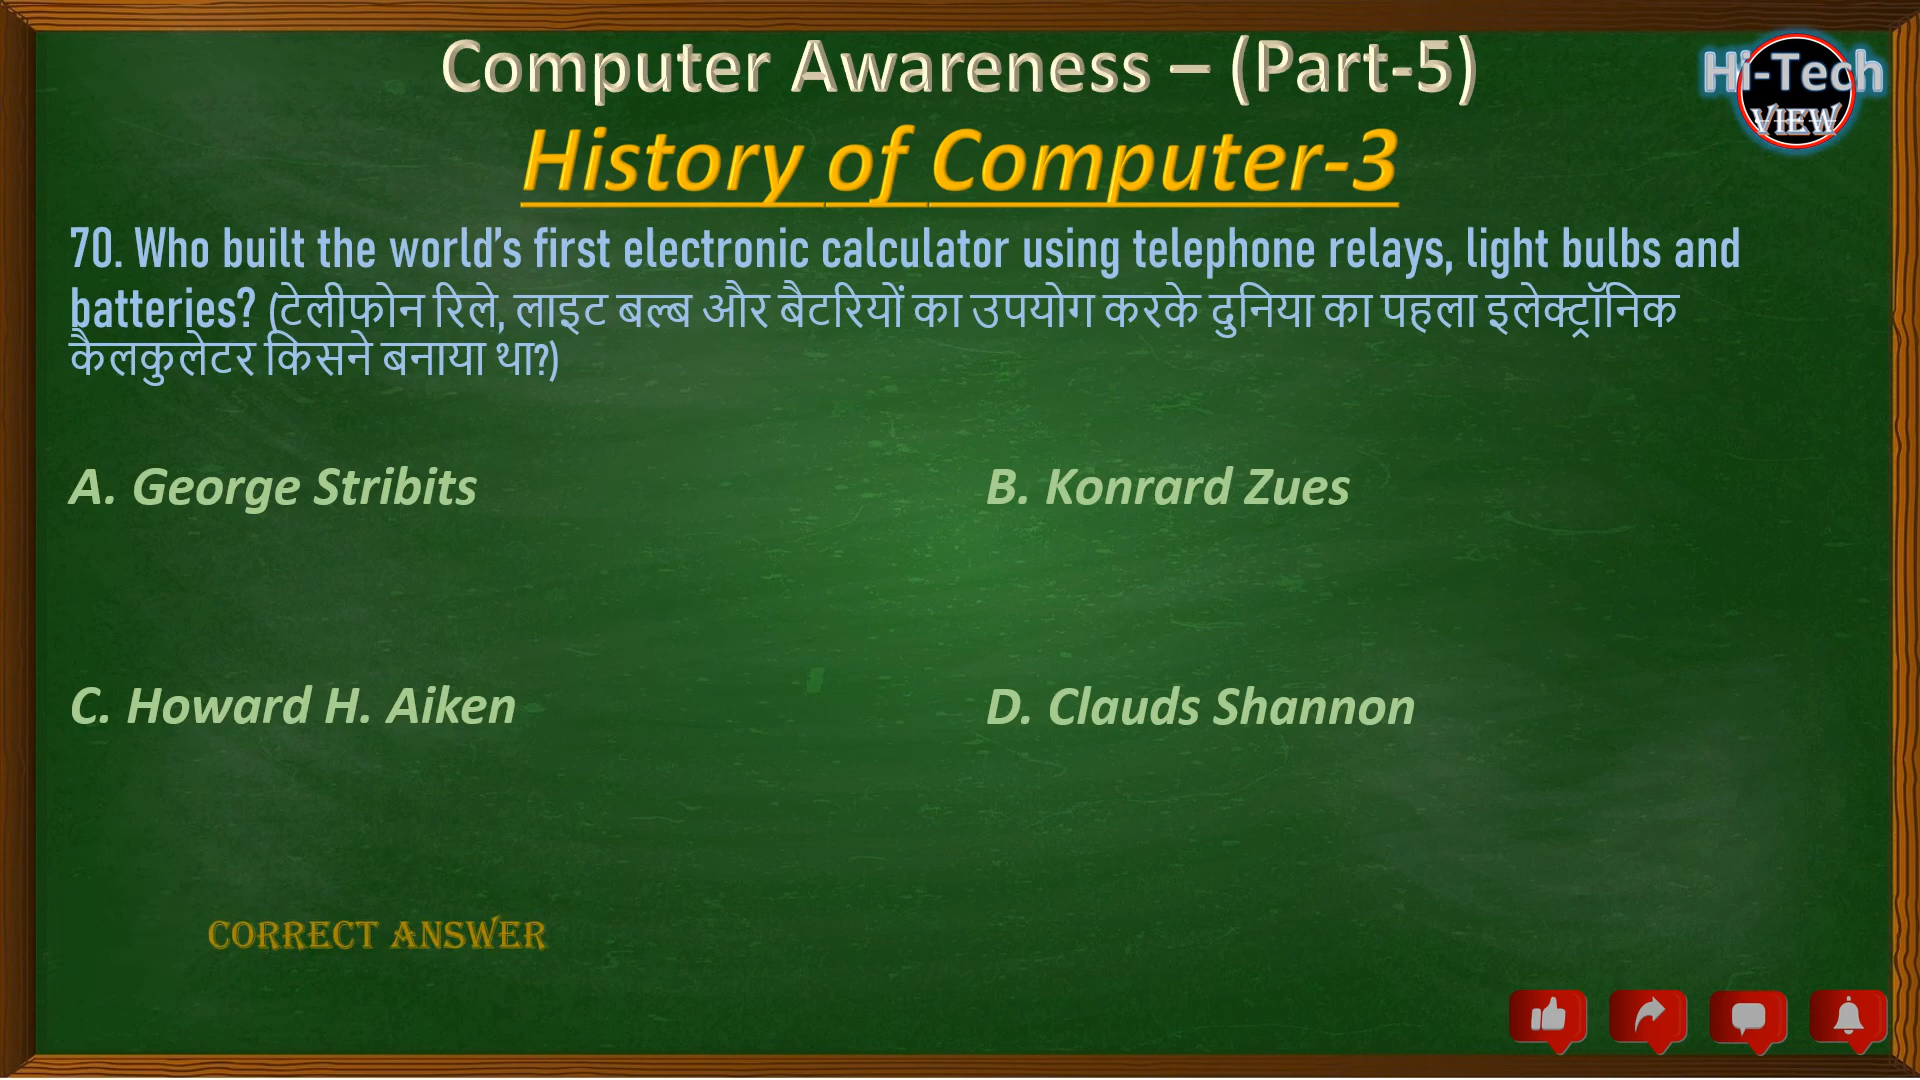 Computer Awareness – (Part-5)
Hi-Tech
VIEW
History of Computer-3
70. Who built the world’s first electronic calculator using telephone relays, light bulbs and
batteries? (टेलीफोन रिले, लाइट बल्ब और बैटरियों का उपयोग करके दुनिया का पहला इलेक्ट्रॉनिक
कैलकुलेटर किसने बनाया था?)
A. George Stribits
B. Konrard Zues
C. Howard H. Aiken
D. Clauds Shannon
CORRECT ANSWER